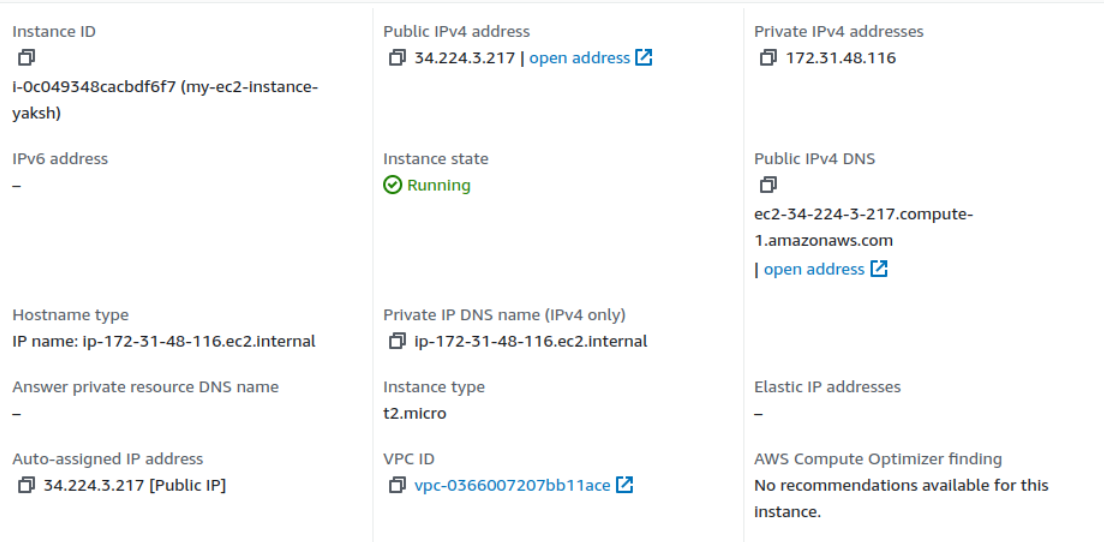 Instance ID
i-0c049348cacbdf6f7 (my-ec2-instance-
yaksh)
Public IPv4 address
34.224.3.217 | open address
Private IPv4 addresses
172.31.48.116
IPv6 address
–
Instance state
Running
Public IPv4 DNS
ec2-34-224-3-217.compute-
1.amazonaws.com
| open address
Hostname type
IP name: ip-172-31-48-116.ec2.internal
Private IP DNS name (IPv4 only)
ip-172-31-48-116.ec2.internal
Answer private resource DNS name
–
Instance type
t2.micro
Elastic IP addresses
–
Auto-assigned IP address
34.224.3.217 [Public IP]
VPC ID
vpc-0366007207bb11ace
AWS Compute Optimizer finding
No recommendations available for this
instance.